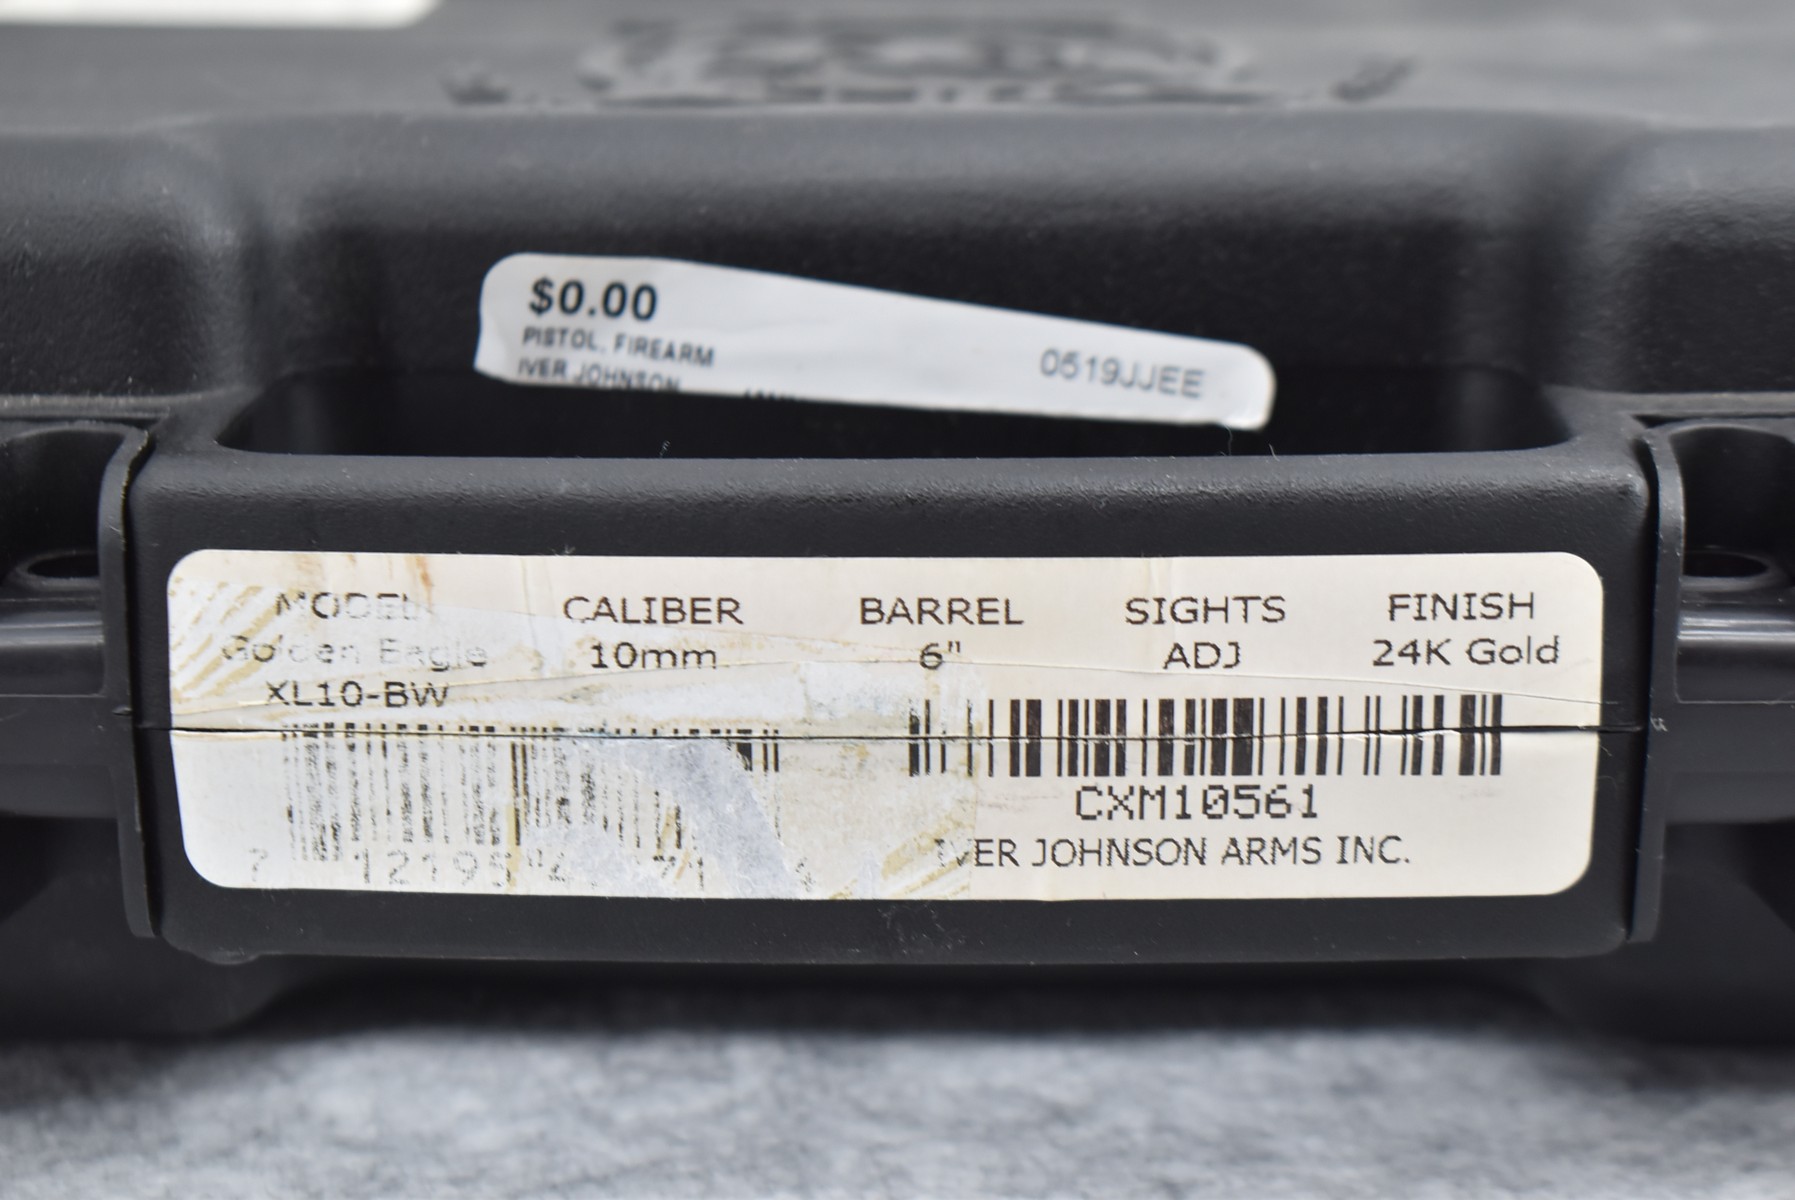 $0.00
PISTOL, FIREARM
IVER JOHNSON
0519JJEE
MODEL CALIBER BARREL SIGHTS FINISH
Golden Eagle 10mm 6" ADJ 24K Gold
XL10-BW
CXM10561
IVER JOHNSON ARMS INC.